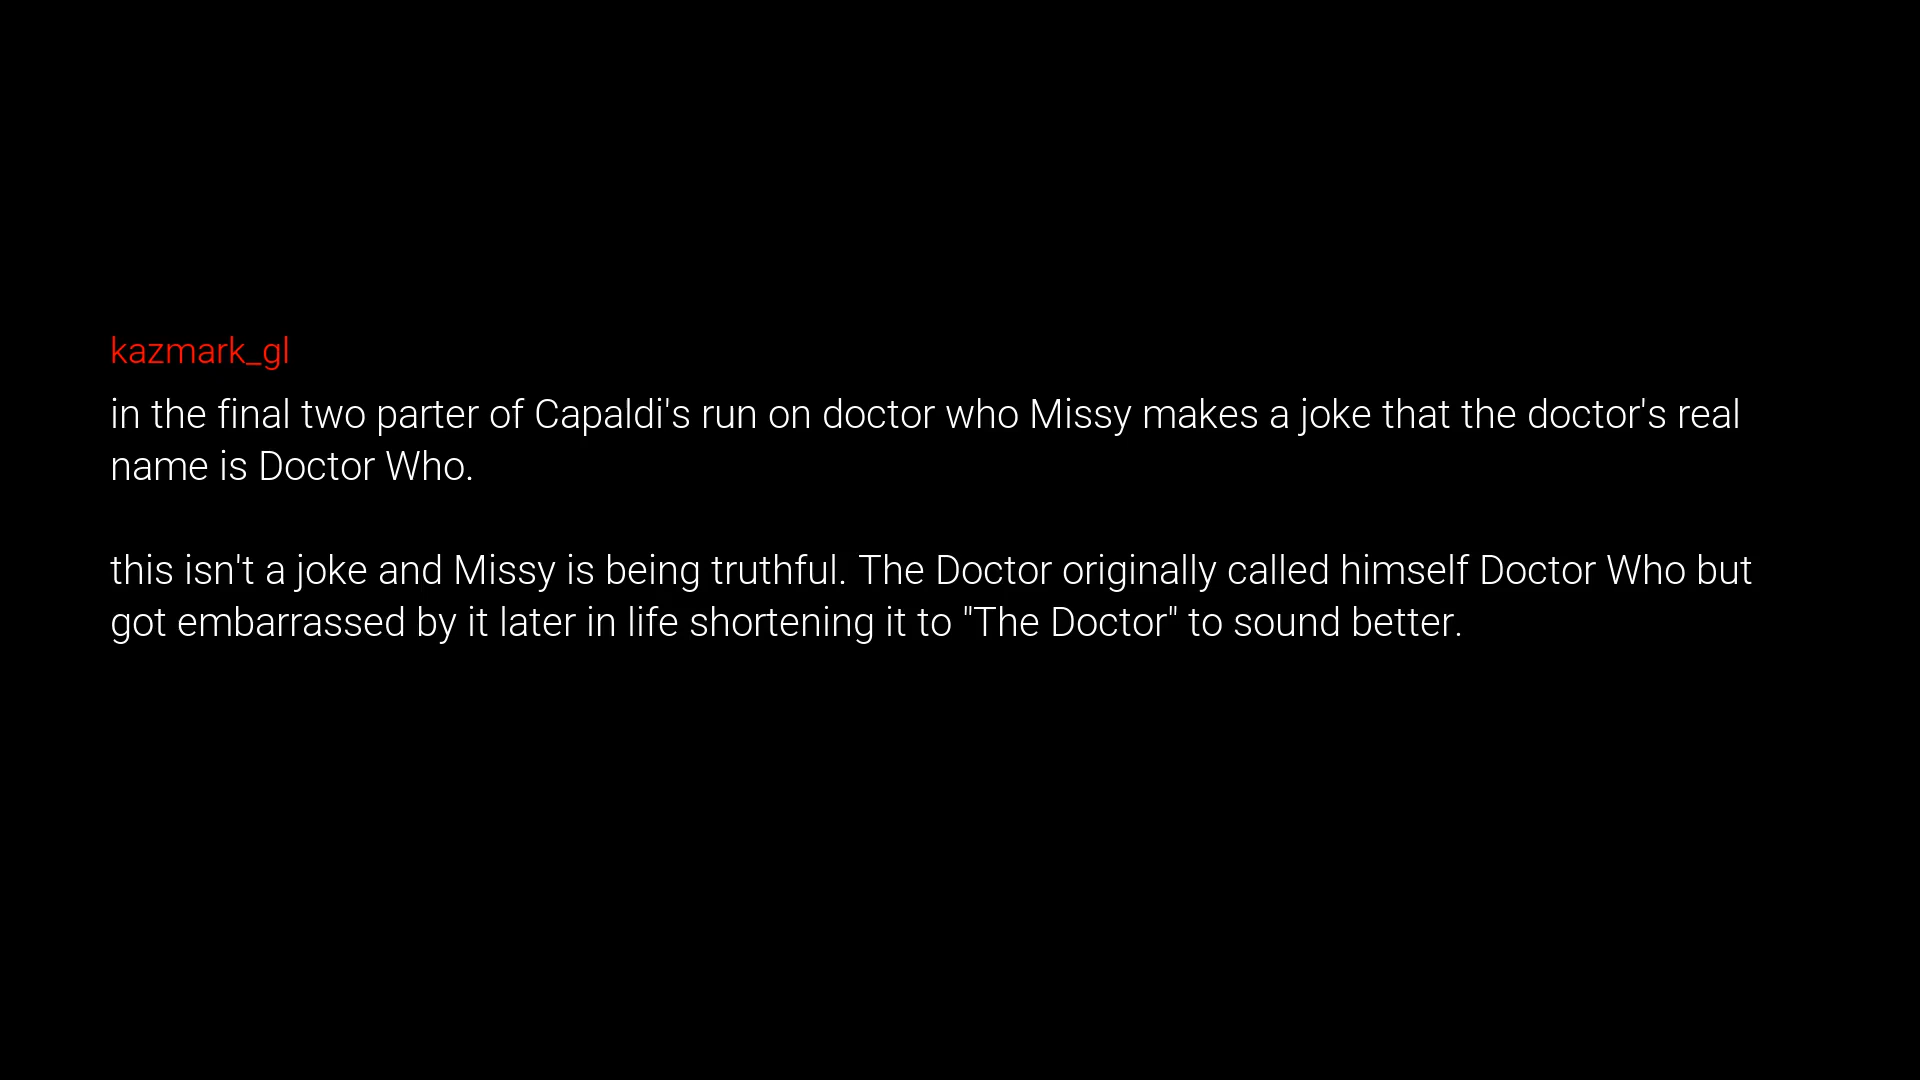 kazmark_gl
in the final two parter of Capaldi's run on doctor who Missy makes a joke that the doctor's real
name is Doctor Who.
this isn't a joke and Missy is being truthful. The Doctor originally called himself Doctor Who but
got embarrassed by it later in life shortening it to "The Doctor" to sound better.